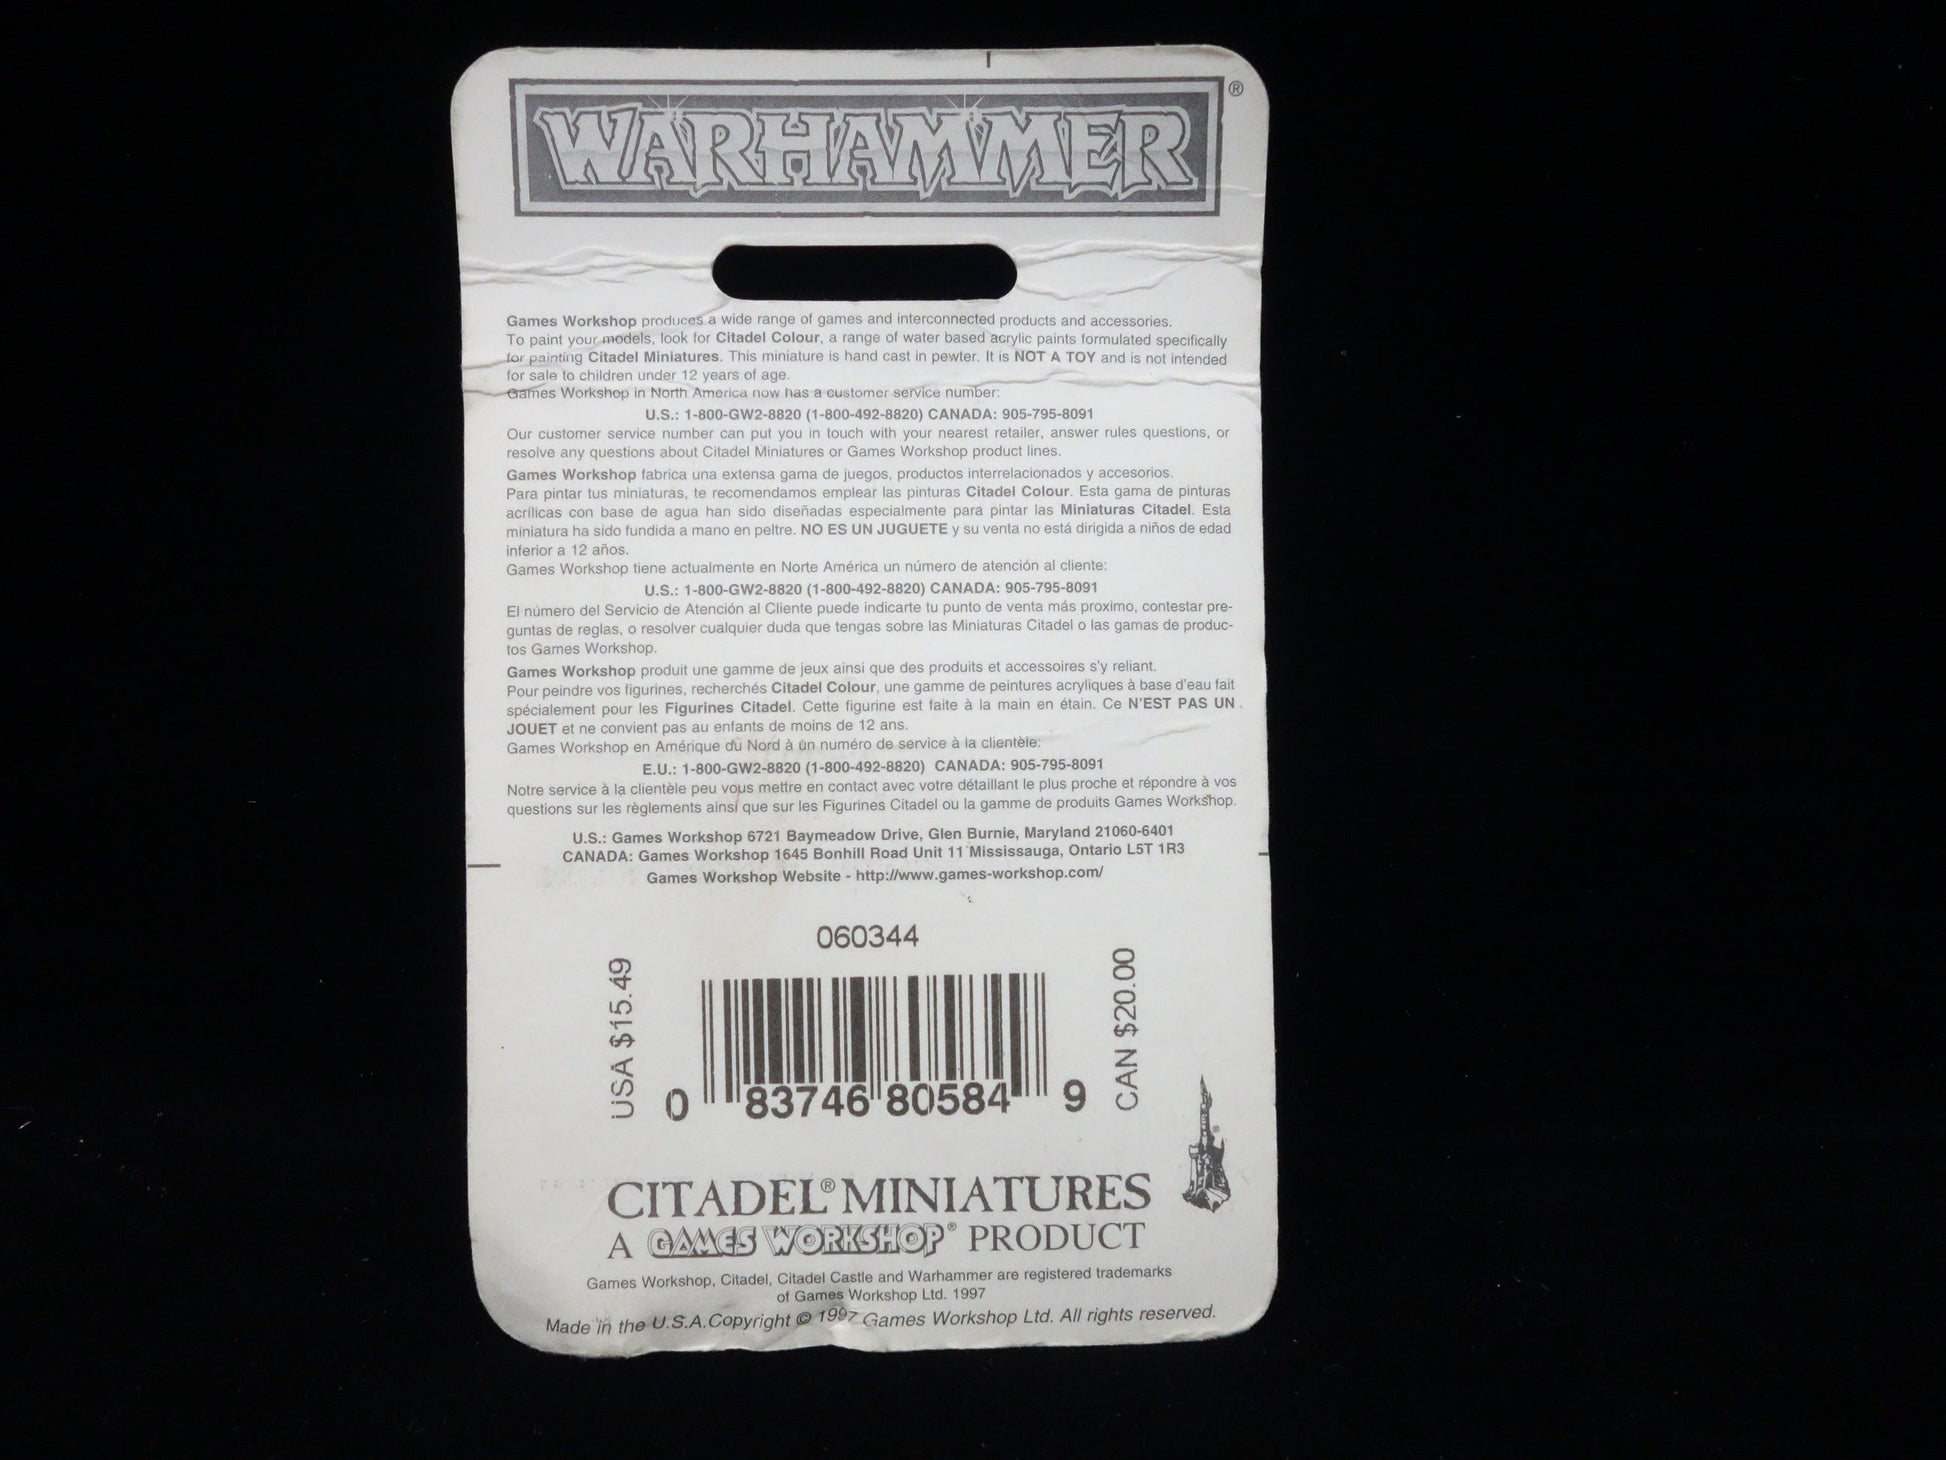 WARHAMMER®
Games Workshop produces a wide range of games and interconnected products and accessories.
To paint your models, look for Citadel Colour, a range of water based acrylic paints formulated specifically
for painting Citadel Miniatures. This miniature is hand cast in pewter. It is NOT A TOY and is not intended
for sale to children under 12 years of age.
Games Workshop in North America now has a customer service number:
U.S.: 1-800-GW2-8820 (1-800-492-8820) CANADA: 905-795-8091
Our customer service number can put you in touch with your nearest retailer, answer rules questions, or
resolve any questions about Citadel Miniatures or Games Workshop product lines.
Games Workshop fabrica una extensa gama de juegos, productos interrelacionados y accesorios.
Para pintar tus miniaturas, te recomendamos emplear las pinturas Citadel Colour. Esta gama de pinturas
acrílicas con base de agua han sido diseñadas especialmente para pintar las Miniaturas Citadel. Esta
miniatura ha sido fundida a mano en peltre. NO ES UN JUGUETE y su venta no está dirigida a niños de edad
inferior a 12 años.
Games Workshop tiene actualmente en Norte América un número de atención al cliente:
U.S.: 1-800-GW2-8820 (1-800-492-8820) CANADA: 905-795-8091
El número del Servicio de Atención al Cliente puede indicarte tu punto de venta más proximo, contestar pre-
guntas de reglas, o resolver cualquier duda que tengas sobre las Miniaturas Citadel o las gamas de produc-
tos Games Workshop.
Games Workshop produit une gamme de jeux ainsi que des produits et accessoires s'y reliant.
Pour peindre vos figurines, recherchés Citadel Colour, une gamme de peintures acryliques à base d'eau fait
spécialement pour les Figurines Citadel. Cette figurine est faite à la main en étain. Ce N'EST PAS UN
JOUET et ne convient pas au enfants de moins de 12 ans.
Games Workshop en Amérique du Nord à un numéro de service à la clientèle:
E.U.: 1-800-GW2-8820 (1-800-492-8820) CANADA: 905-795-8091
Notre service à la clientèle peu vous mettre en contact avec votre détaillant le plus proche et répondre à vos
questions sur les règlements ainsi que sur les Figurines Citadel ou la gamme de produits Games Workshop.
U.S.: Games Workshop 6721 Baymeadow Drive, Glen Burnie, Maryland 21060-6401
CANADA: Games Workshop 1645 Bonhill Road Unit 11 Mississauga, Ontario L5T 1R3
Games Workshop Website - http://www.games-workshop.com/
060344
USA $15.49
CAN $20.00
0 83746 80584 9
CITADEL® MINIATURES
A GAMES WORKSHOP® PRODUCT
Games Workshop, Citadel, Citadel Castle and Warhammer are registered trademarks
of Games Workshop Ltd. 1997
Made in the U.S.A. Copyright © 1997 Games Workshop Ltd. All rights reserved.